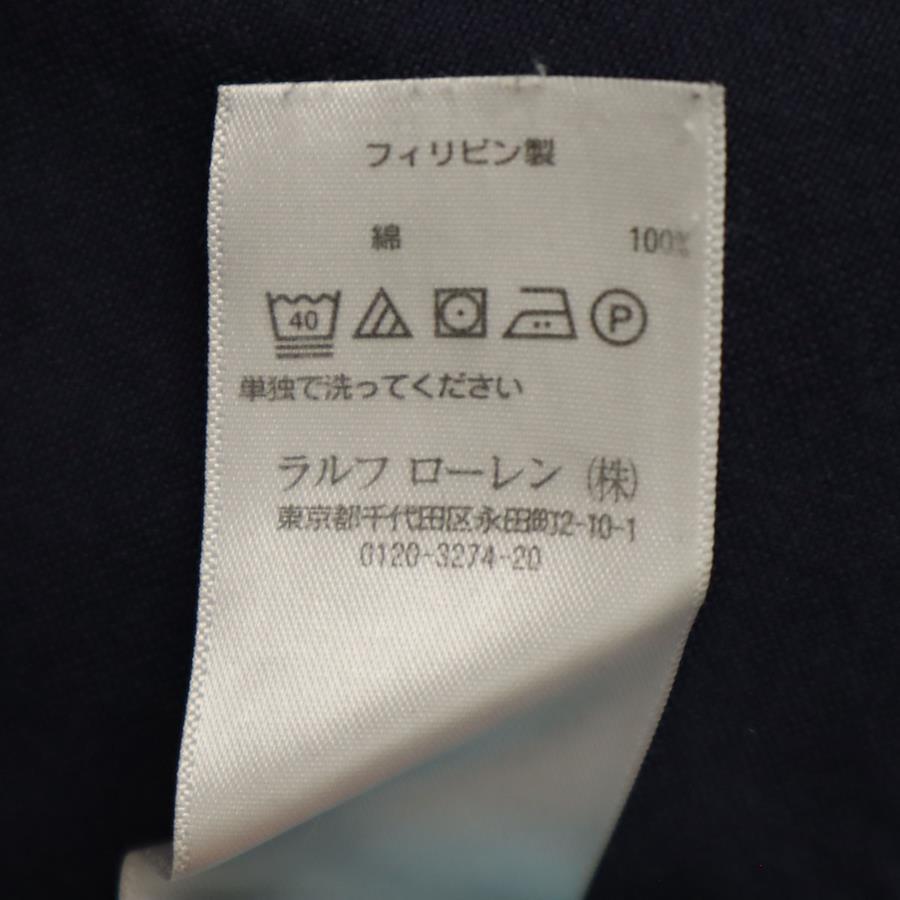 フィリピン製
綿 100%
40 P
単独で洗ってください
ラルフ ローレン (株)
東京都千代田区永田町2-10-1
0120-3274-20